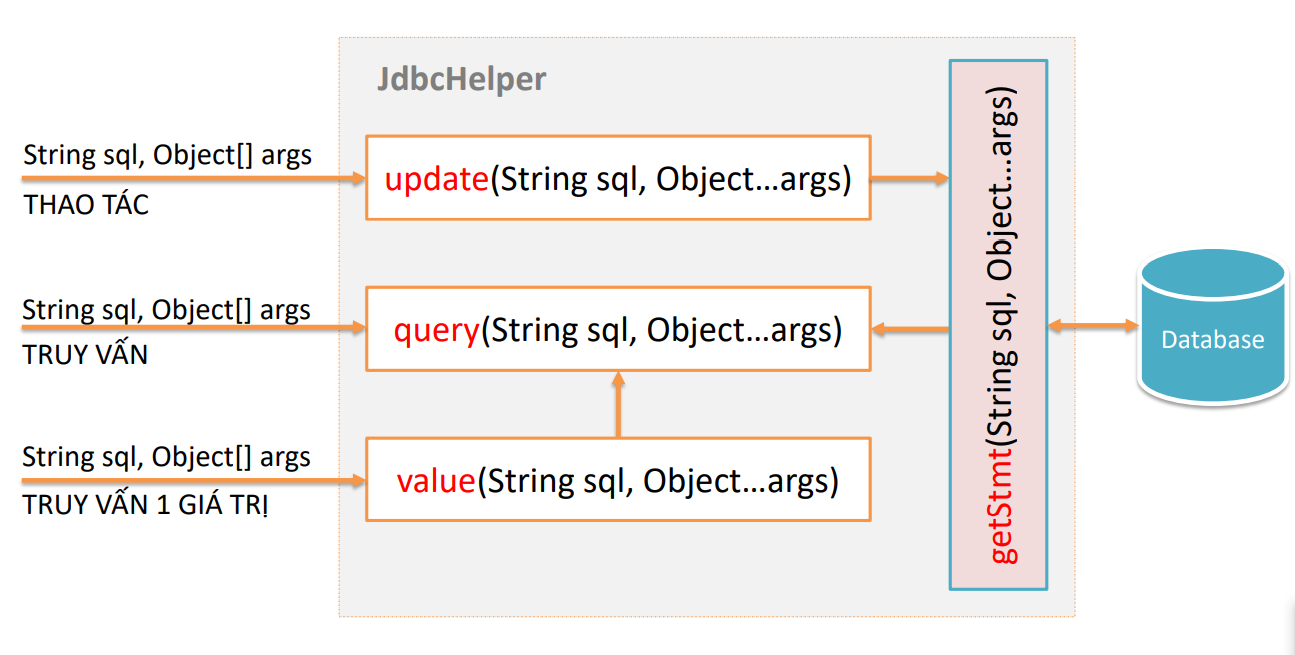 JdbcHelper
String sql, Object[] args
THAO TÁC
update(String sql, Object...args)
String sql, Object[] args
TRUY VẤN
query(String sql, Object...args)
String sql, Object[] args
TRUY VẤN 1 GIÁ TRỊ
value(String sql, Object...args)
getStmt(String sql, Object...args)
Database